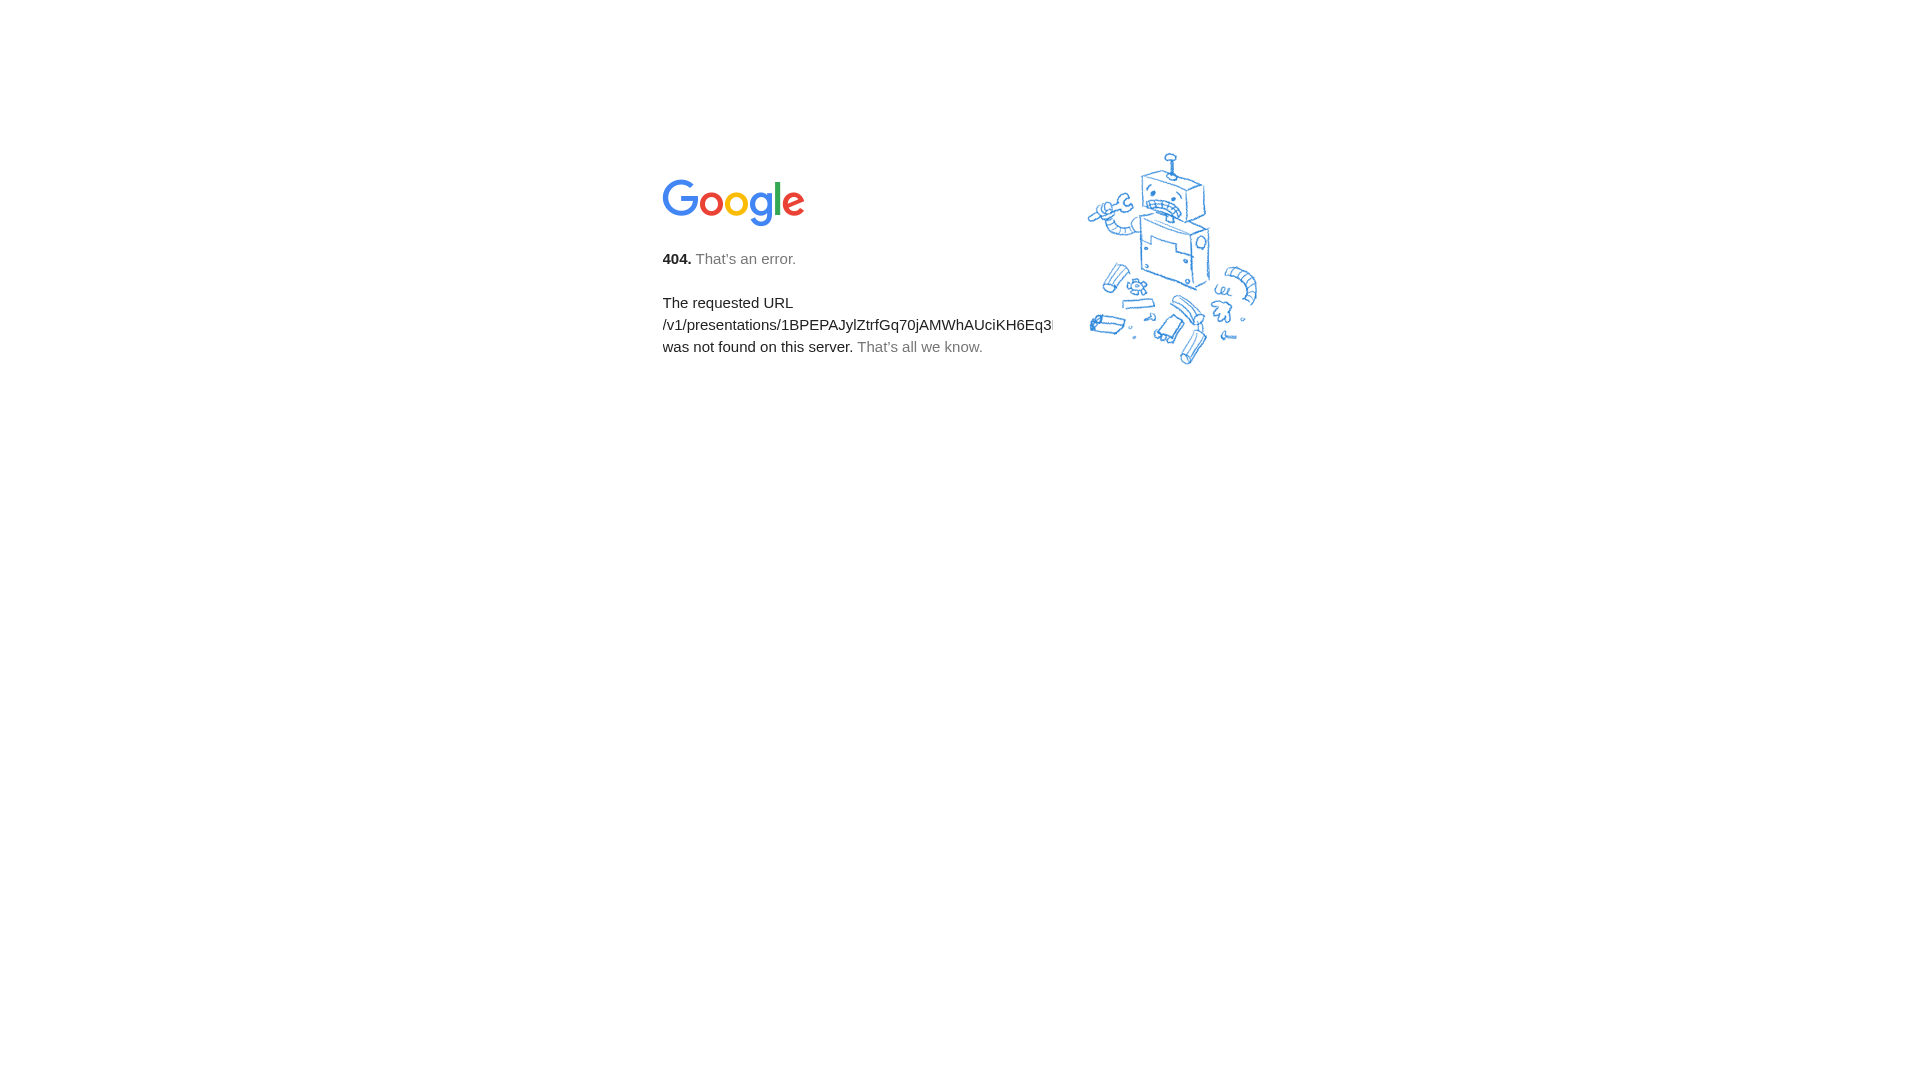 Google
404. That’s an error.
The requested URL
/v1/presentations/1BPEPAJylZtrfGq70jAMWhAUciKH6Eq3
was not found on this server. That’s all we know.